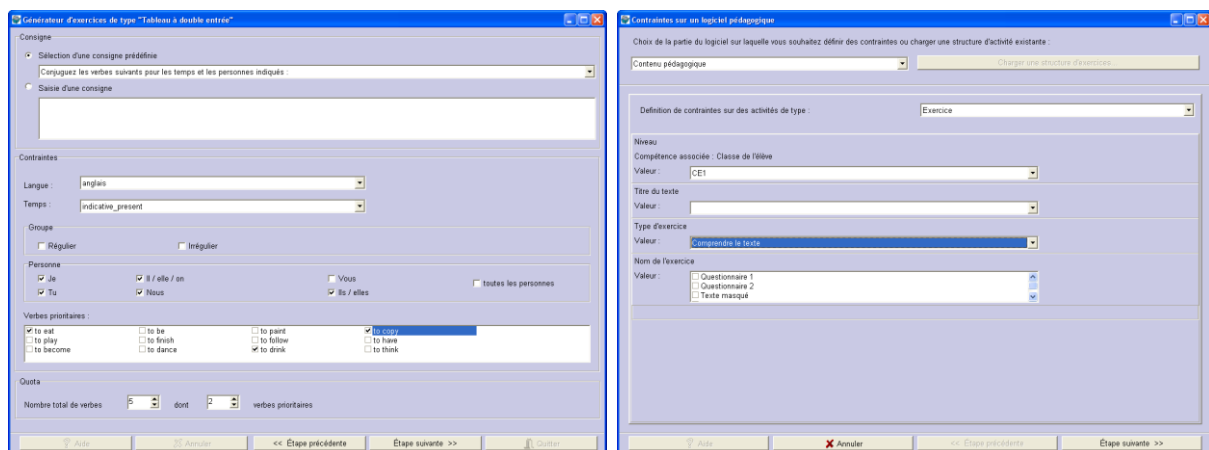 Générateur d'exercices de type "Tableau à double entrée"
Consigne
Sélection d'une consigne prédéfinie
Conjuguez les verbes suivants pour les temps et les personnes indiqués :
Saisie d'une consigne
Contraintes
Langue : anglais
Temps : indicative_present
Groupe
Régulier Irrégulier
Personne
Je Il / elle / on Vous toutes les personnes
Tu Nous Ils / elles
Verbes prioritaires :
to eat to be to paint to copy
to play to finish to follow to have
to become to dance to drink to think
Quota
Nombre total de verbes 5 dont 2 verbes prioritaires
Aide Annuler << Étape précédente Étape suivante >> Quitter
Contraintes sur un logiciel pédagogique
Choix de la partie du logiciel sur laquelle vous souhaitez définir des contraintes ou charger une structure d'activité existante :
Contenu pédagogique Charger une structure d'exercices...
Definition de contraintes sur des activités de type : Exercice
Niveau
Compétence associée : Classe de l'élève
Valeur : CE1
Titre du texte
Valeur :
Type d'exercice
Valeur : Comprendre le texte
Nom de l'exercice
Valeur : Questionnaire 1
Questionnaire 2
Texte masqué
Aide Annuler << Étape précédente Étape suivante >>